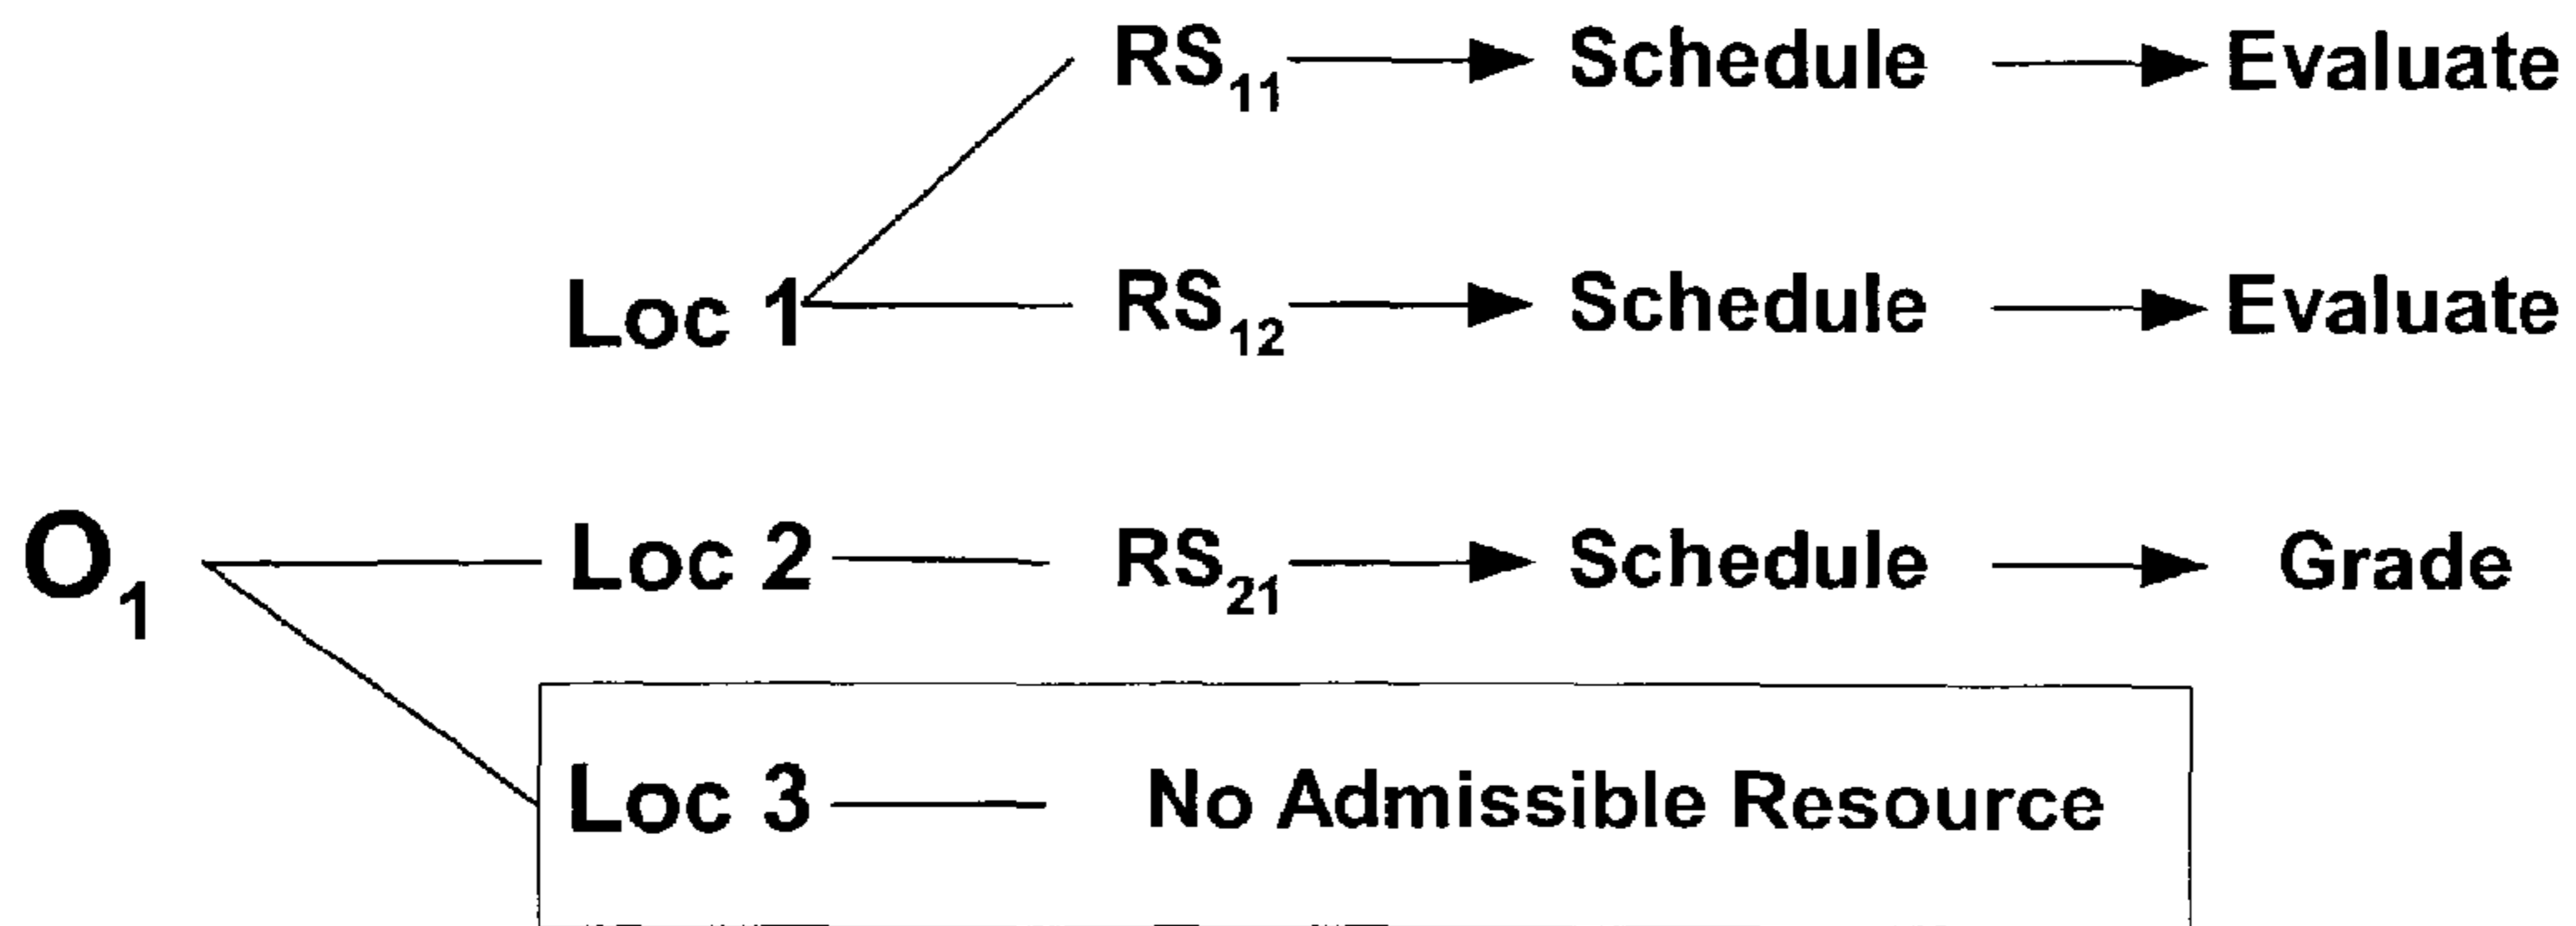 RS₁₁ Schedule Evaluate
Loc 1 RS₁₂ Schedule Evaluate
O₁ Loc 2 RS₂₁ Schedule Grade
Loc 3 No Admissible Resource